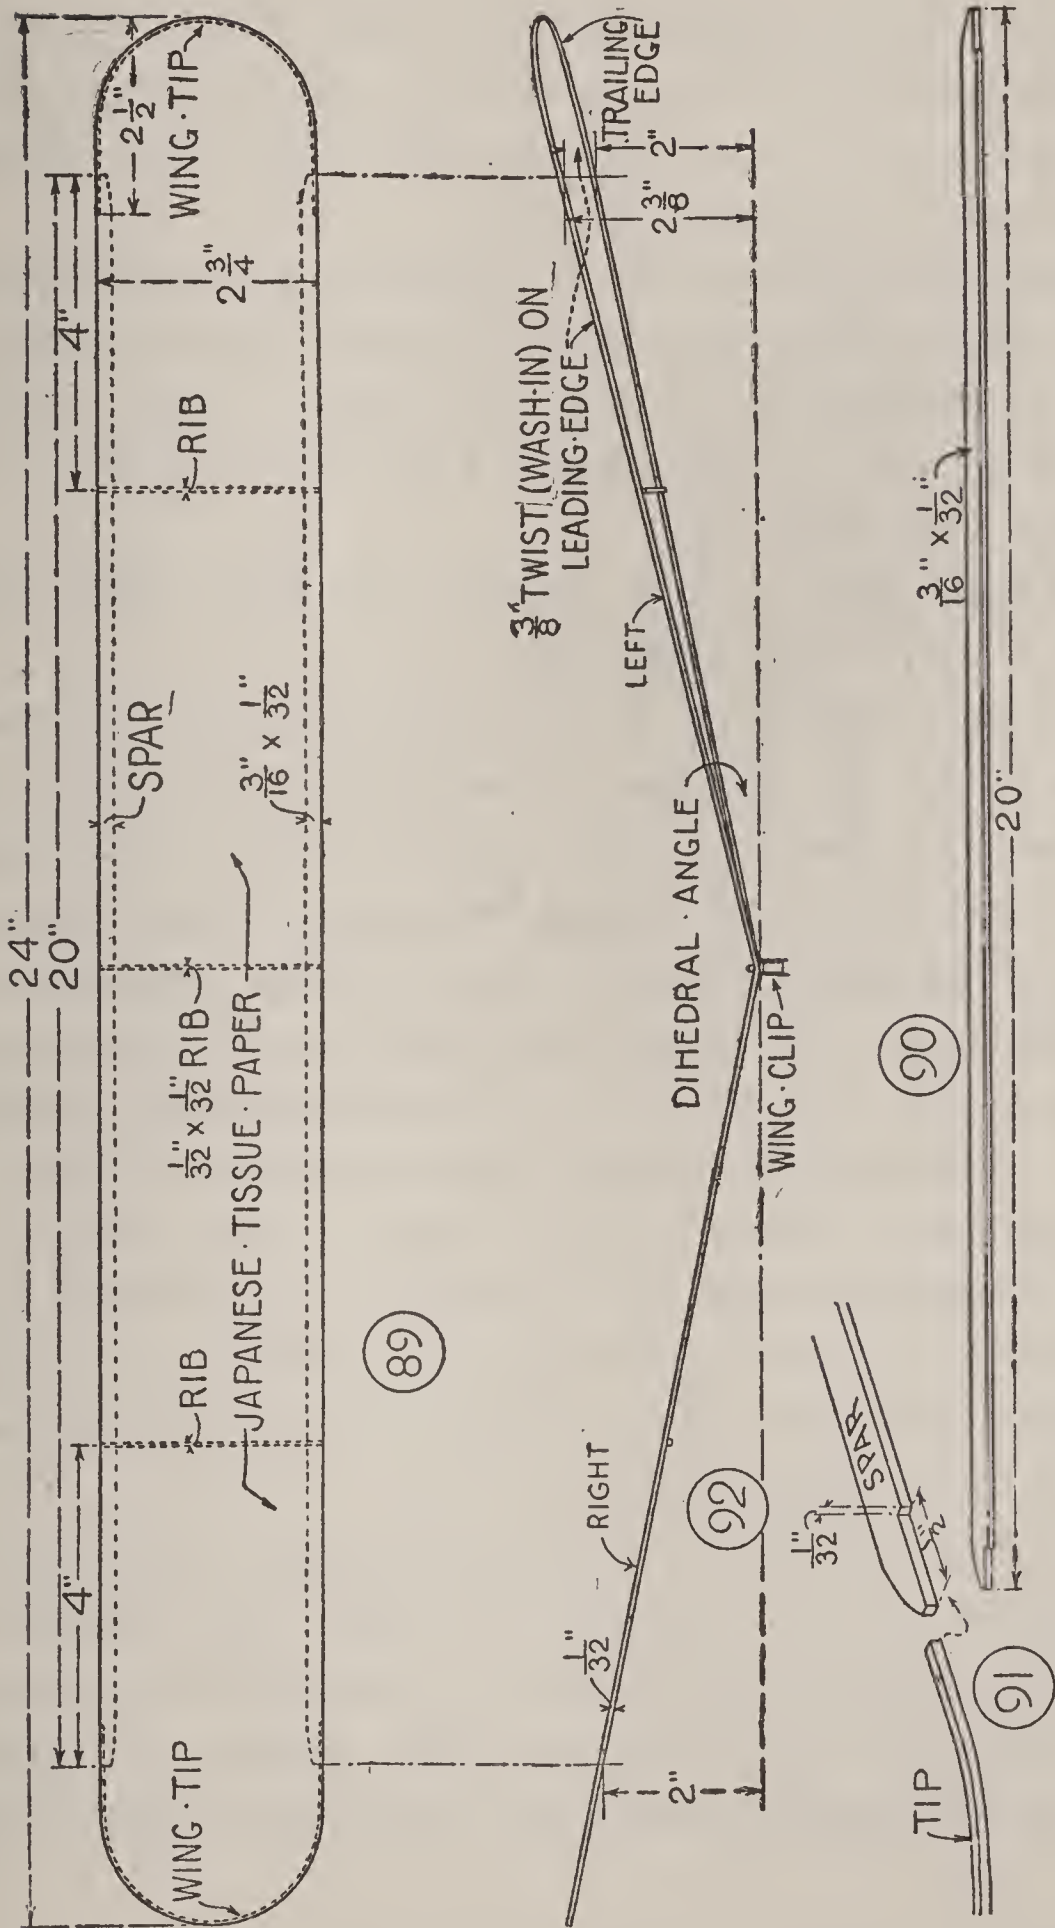 24"
20"
4"
4"
2 1/2"
WING·TIP
WING·TIP
2 3/4"
RIB
RIB
SPAR
3/16" x 1/32"
1/32" x 1/32" RIB
JAPANESE·TISSUE·PAPER
89
TRAILING
EDGE
2"
2 3/8"
3/8" TWIST (WASH-IN) ON
LEADING·EDGE
LEFT
RIGHT
DIHEDRAL·ANGLE
WING·CLIP
1/32"
2"
92
90
3/16" x 1/32"
20"
SPAR
1/32"
1/2"
TIP
91